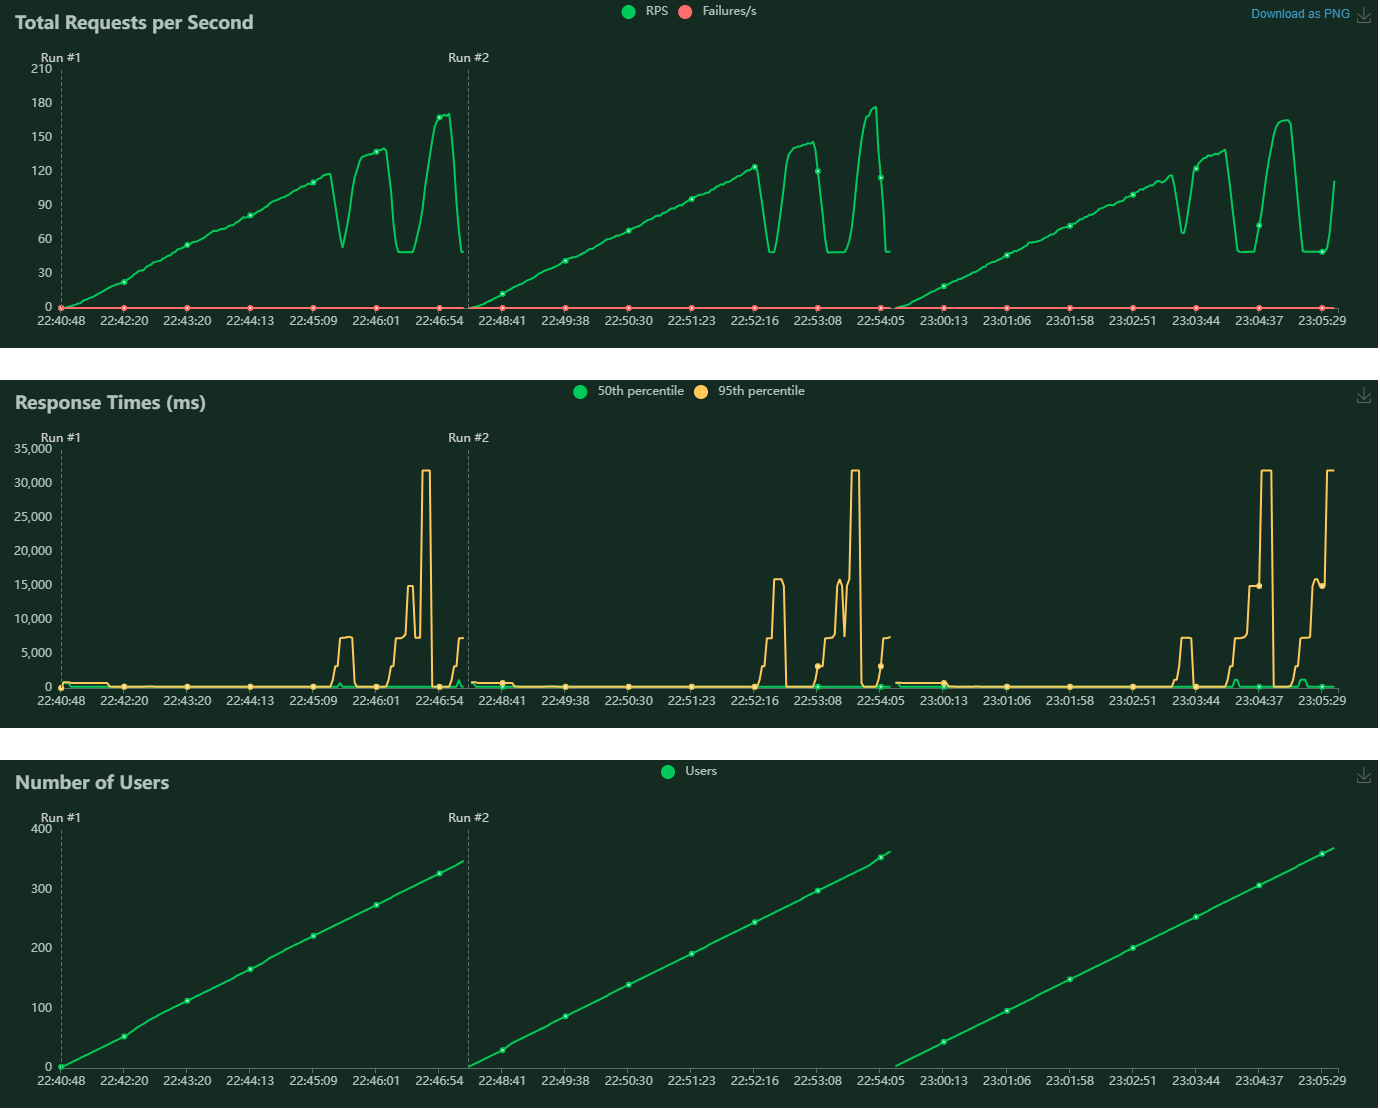 Total Requests per Second
RPS Failures/s
Download as PNG
Run #1 Run #2
210
180
150
120
90
60
30
0
22:40:48 22:42:20 22:43:20 22:44:13 22:45:09 22:46:01 22:46:54 22:48:41 22:49:38 22:50:30 22:51:23 22:52:16 22:53:08 22:54:05 23:00:13 23:01:06 23:01:58 23:02:51 23:03:44 23:04:37 23:05:29
Response Times (ms)
50th percentile 95th percentile
Run #1 Run #2
35,000
30,000
25,000
20,000
15,000
10,000
5,000
0
22:40:48 22:42:20 22:43:20 22:44:13 22:45:09 22:46:01 22:46:54 22:48:41 22:49:38 22:50:30 22:51:23 22:52:16 22:53:08 22:54:05 23:00:13 23:01:06 23:01:58 23:02:51 23:03:44 23:04:37 23:05:29
Number of Users
Users
Run #1 Run #2
400
300
200
100
0
22:40:48 22:42:20 22:43:20 22:44:13 22:45:09 22:46:01 22:46:54 22:48:41 22:49:38 22:50:30 22:51:23 22:52:16 22:53:08 22:54:05 23:00:13 23:01:06 23:01:58 23:02:51 23:03:44 23:04:37 23:05:29